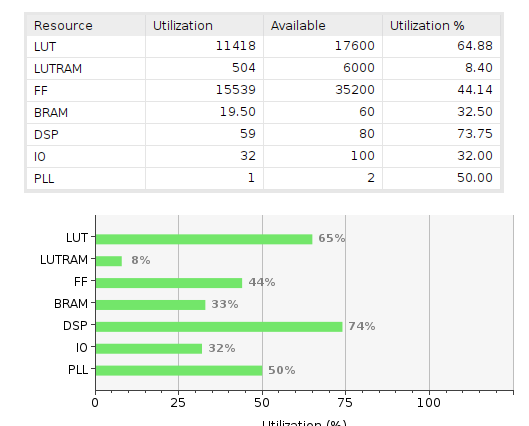 Resource Utilization Available Utilization %
LUT 11418 17600 64.88
LUTRAM 504 6000 8.40
FF 15539 35200 44.14
BRAM 19.50 60 32.50
DSP 59 80 73.75
IO 32 100 32.00
PLL 1 2 50.00
LUT 65%
LUTRAM 8%
FF 44%
BRAM 33%
DSP 74%
IO 32%
PLL 50%
0 25 50 75 100
Utilization (%)